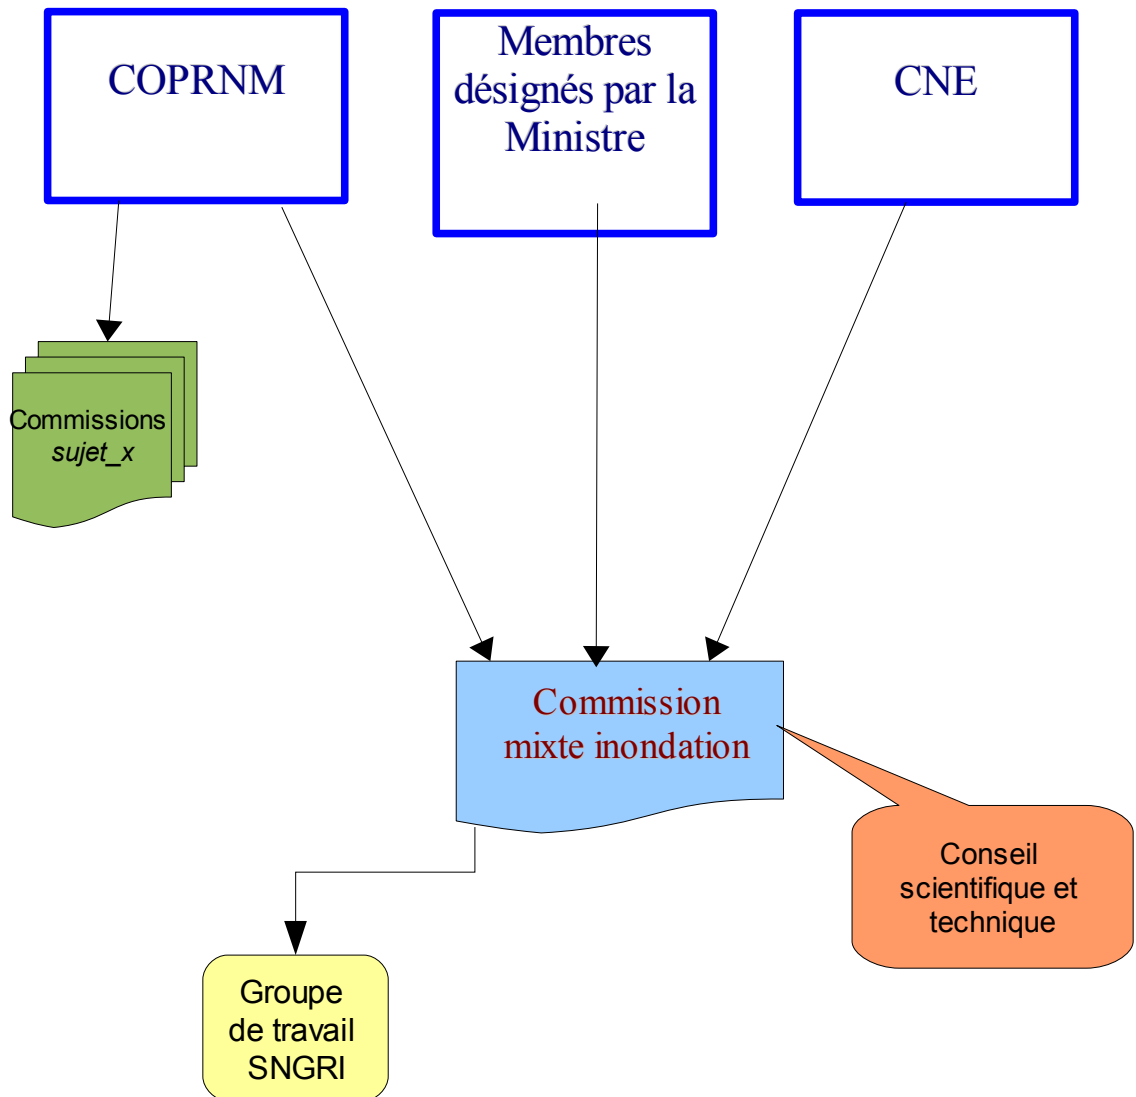 COPRNM
Membres
désignés par la
Ministre
CNE
Commissions
sujet_x
Commission
mixte inondation
Conseil
scientifique et
technique
Groupe
de travail
SNGRI